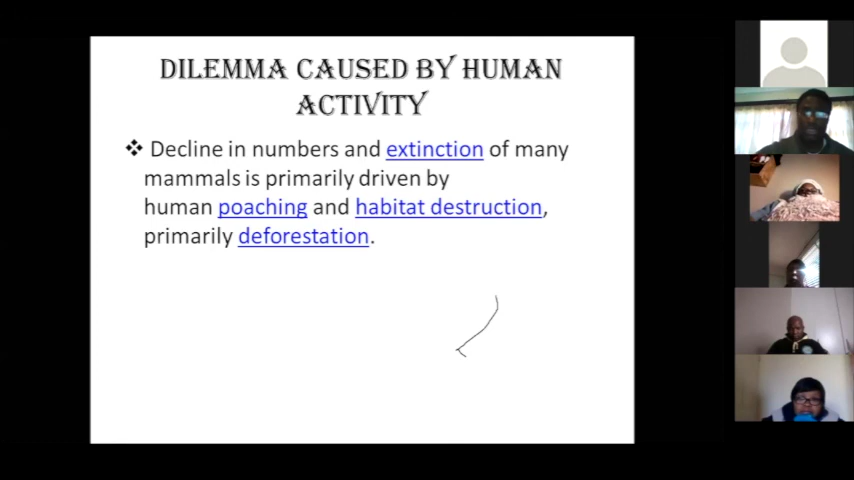 DILEMMA CAUSED BY HUMAN
ACTIVITY
❖ Decline in numbers and extinction of many
mammals is primarily driven by
human poaching and habitat destruction,
primarily deforestation.